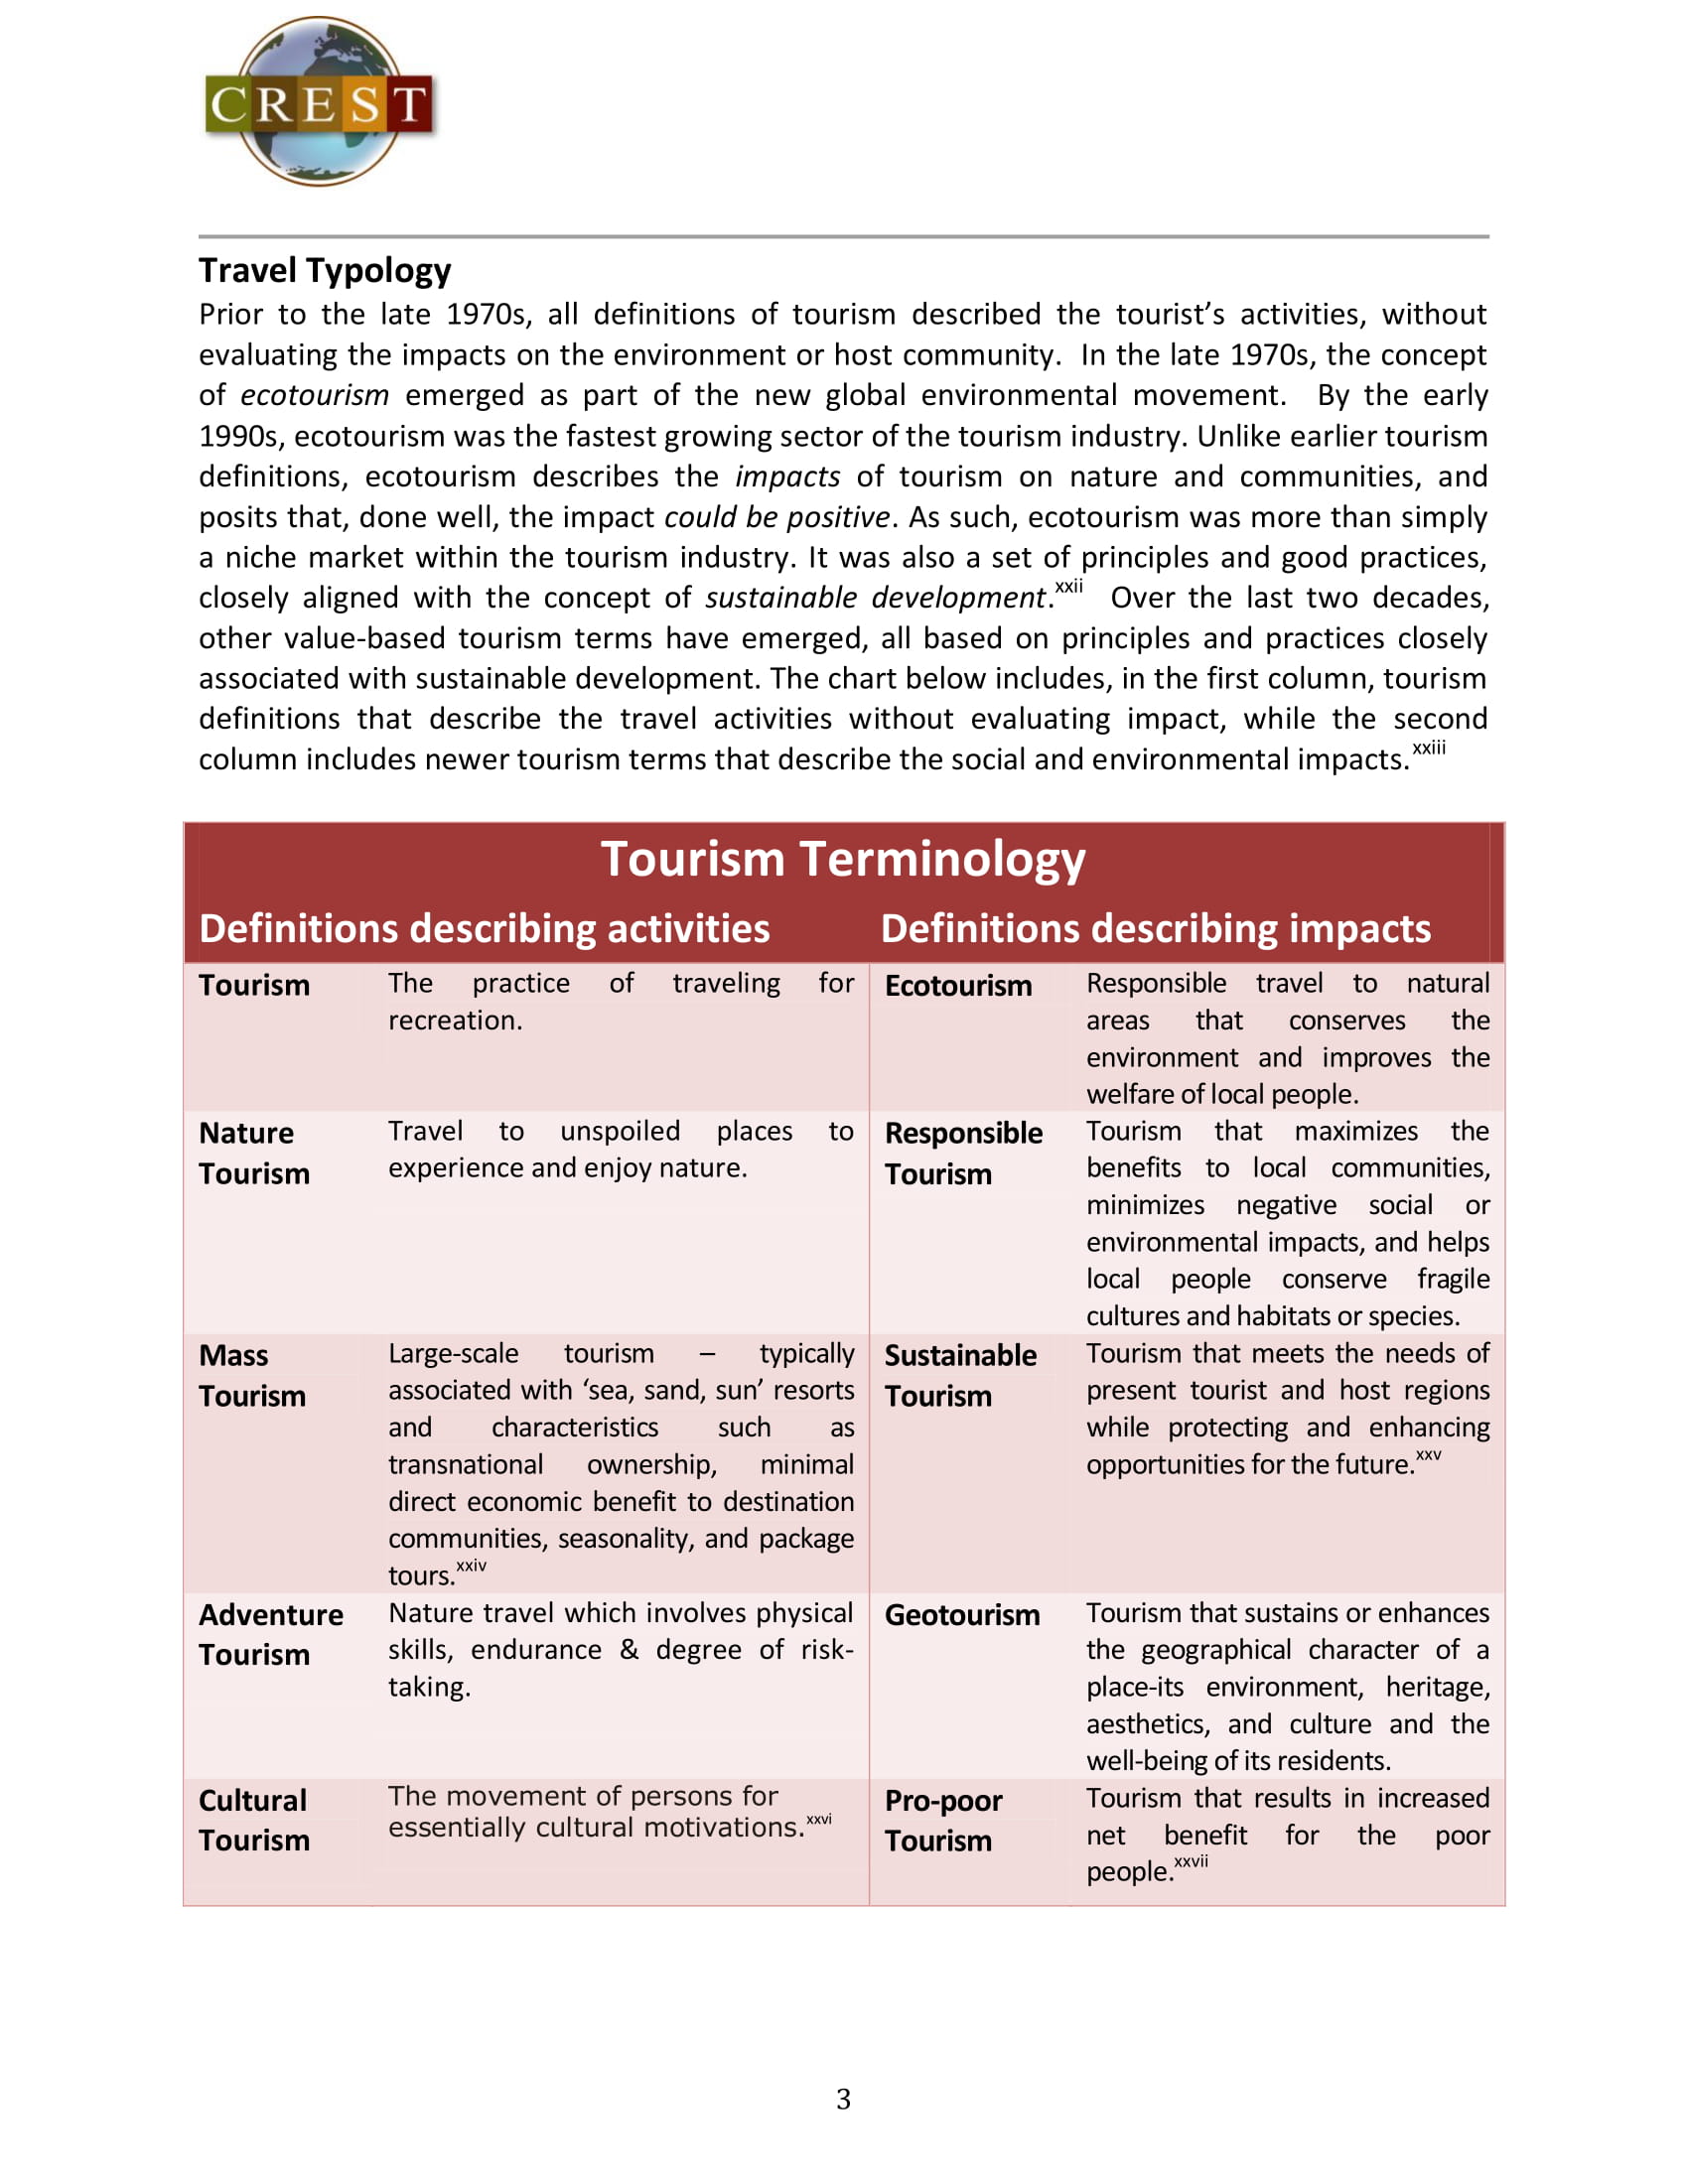 CREST
Travel Typology
Prior to the late 1970s, all definitions of tourism described the tourist’s activities, without
evaluating the impacts on the environment or host community.  In the late 1970s, the concept
of ecotourism emerged as part of the new global environmental movement.  By the early
1990s, ecotourism was the fastest growing sector of the tourism industry. Unlike earlier tourism
definitions, ecotourism describes the impacts of tourism on nature and communities, and
posits that, done well, the impact could be positive. As such, ecotourism was more than simply
a niche market within the tourism industry. It was also a set of principles and good practices,
closely aligned with the concept of sustainable development.xxii  Over the last two decades,
other value-based tourism terms have emerged, all based on principles and practices closely
associated with sustainable development. The chart below includes, in the first column, tourism
definitions that describe the travel activities without evaluating impact, while the second
column includes newer tourism terms that describe the social and environmental impacts.xxiii
Tourism Terminology
Definitions describing activities
Definitions describing impacts
Tourism
The practice of traveling for
recreation.
Ecotourism
Responsible travel to natural
areas that conserves the
environment and improves the
welfare of local people.
Nature
Tourism
Travel to unspoiled places to
experience and enjoy nature.
Responsible
Tourism
Tourism that maximizes the
benefits to local communities,
minimizes negative social or
environmental impacts, and helps
local people conserve fragile
cultures and habitats or species.
Mass
Tourism
Large-scale tourism – typically
associated with ‘sea, sand, sun’ resorts
and characteristics such as
transnational ownership, minimal
direct economic benefit to destination
communities, seasonality, and package
tours.xxiv
Sustainable
Tourism
Tourism that meets the needs of
present tourist and host regions
while protecting and enhancing
opportunities for the future.xxv
Adventure
Tourism
Nature travel which involves physical
skills, endurance & degree of risk-
taking.
Geotourism
Tourism that sustains or enhances
the geographical character of a
place-its environment, heritage,
aesthetics, and culture and the
well-being of its residents.
Cultural
Tourism
The movement of persons for
essentially cultural motivations.xxvi
Pro-poor
Tourism
Tourism that results in increased
net benefit for the poor
people.xxvii
3